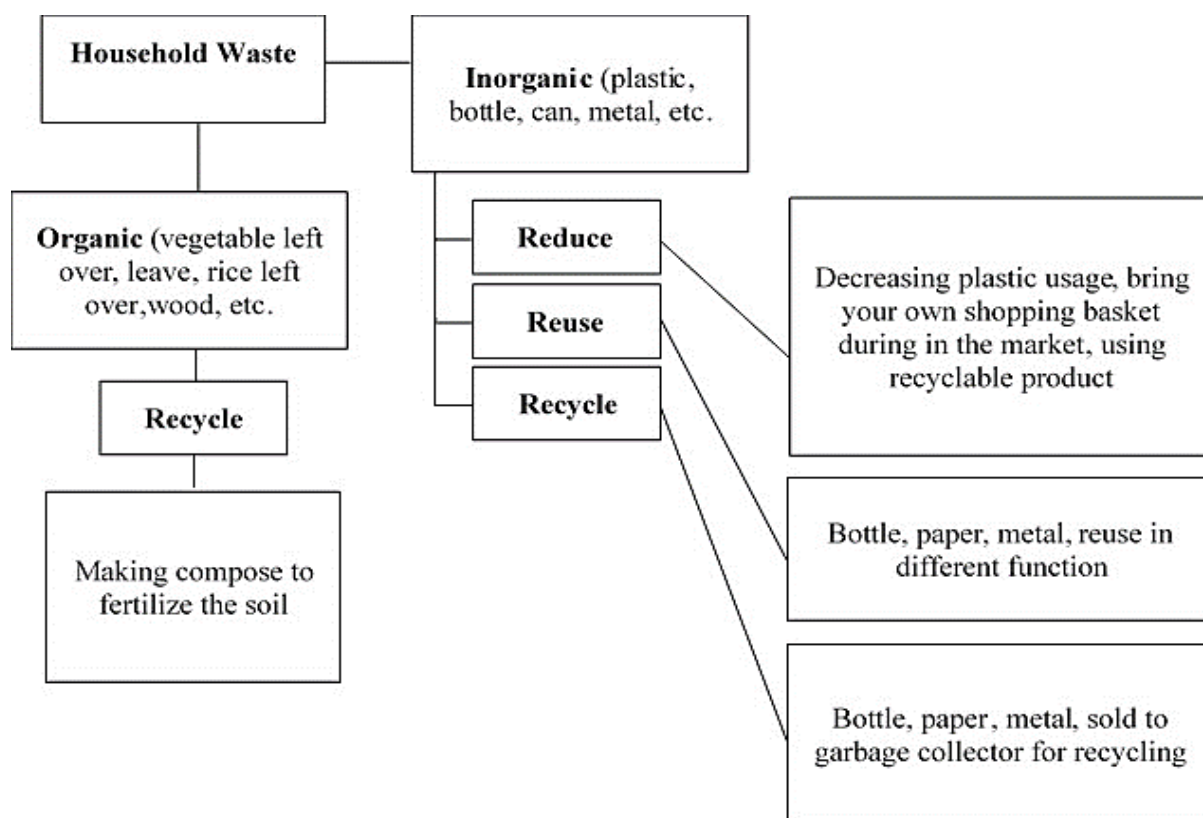 Household Waste
Inorganic (plastic,
bottle, can, metal, etc.
Organic (vegetable left
over, leave, rice left
over,wood, etc.
Recycle
Making compose to
fertilize the soil
Reduce
Reuse
Recycle
Decreasing plastic usage, bring
your own shopping basket
during in the market, using
recyclable product
Bottle, paper, metal, reuse in
different function
Bottle, paper, metal, sold to
garbage collector for recycling